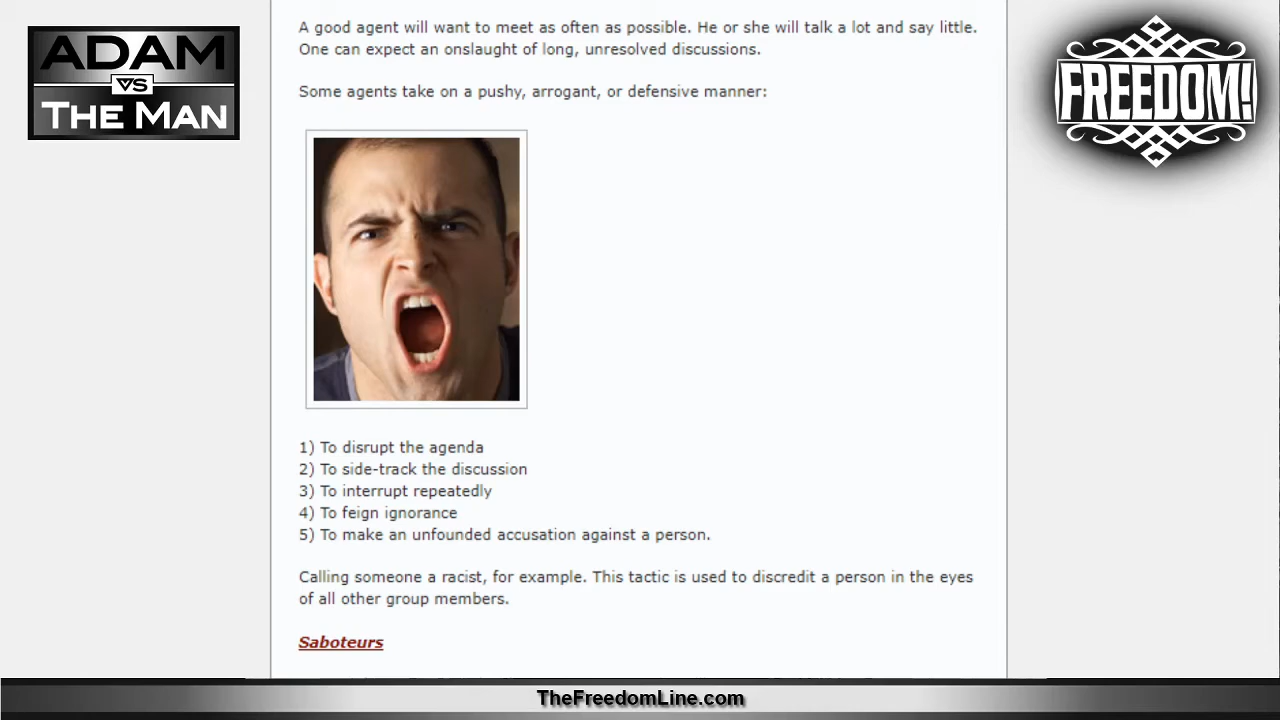 ADAM
VS
THE MAN
FREEDOM!
A good agent will want to meet as often as possible. He or she will talk a lot and say little.
One can expect an onslaught of long, unresolved discussions.
Some agents take on a pushy, arrogant, or defensive manner:
1) To disrupt the agenda
2) To side-track the discussion
3) To interrupt repeatedly
4) To feign ignorance
5) To make an unfounded accusation against a person.
Calling someone a racist, for example. This tactic is used to discredit a person in the eyes
of all other group members.
Saboteurs
TheFreedomLine.com